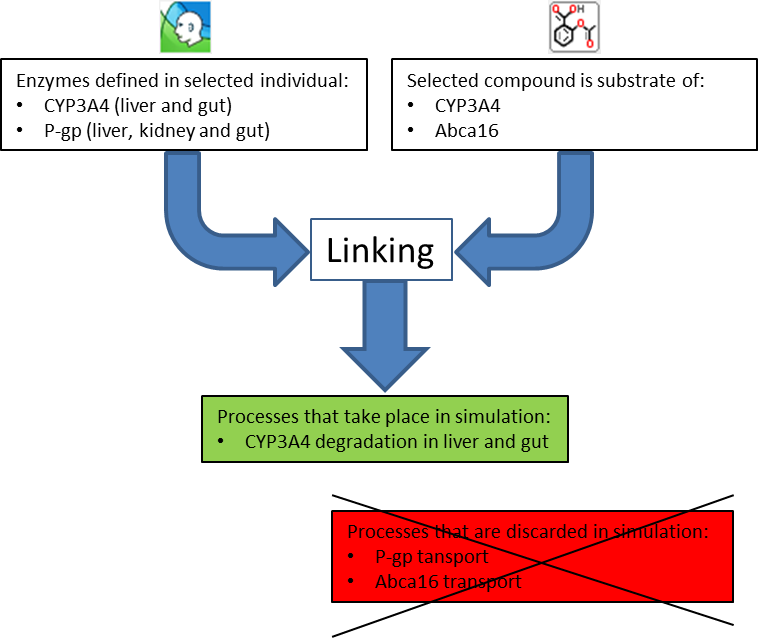 Enzymes defined in selected individual:
• CYP3A4 (liver and gut)
• P-gp (liver, kidney and gut)
O
OH
O
O
Selected compound is substrate of:
• CYP3A4
• Abca16
Linking
Processes that take place in simulation:
• CYP3A4 degradation in liver and gut
Processes that are discarded in simulation:
• P-gp tansport
• Abca16 transport